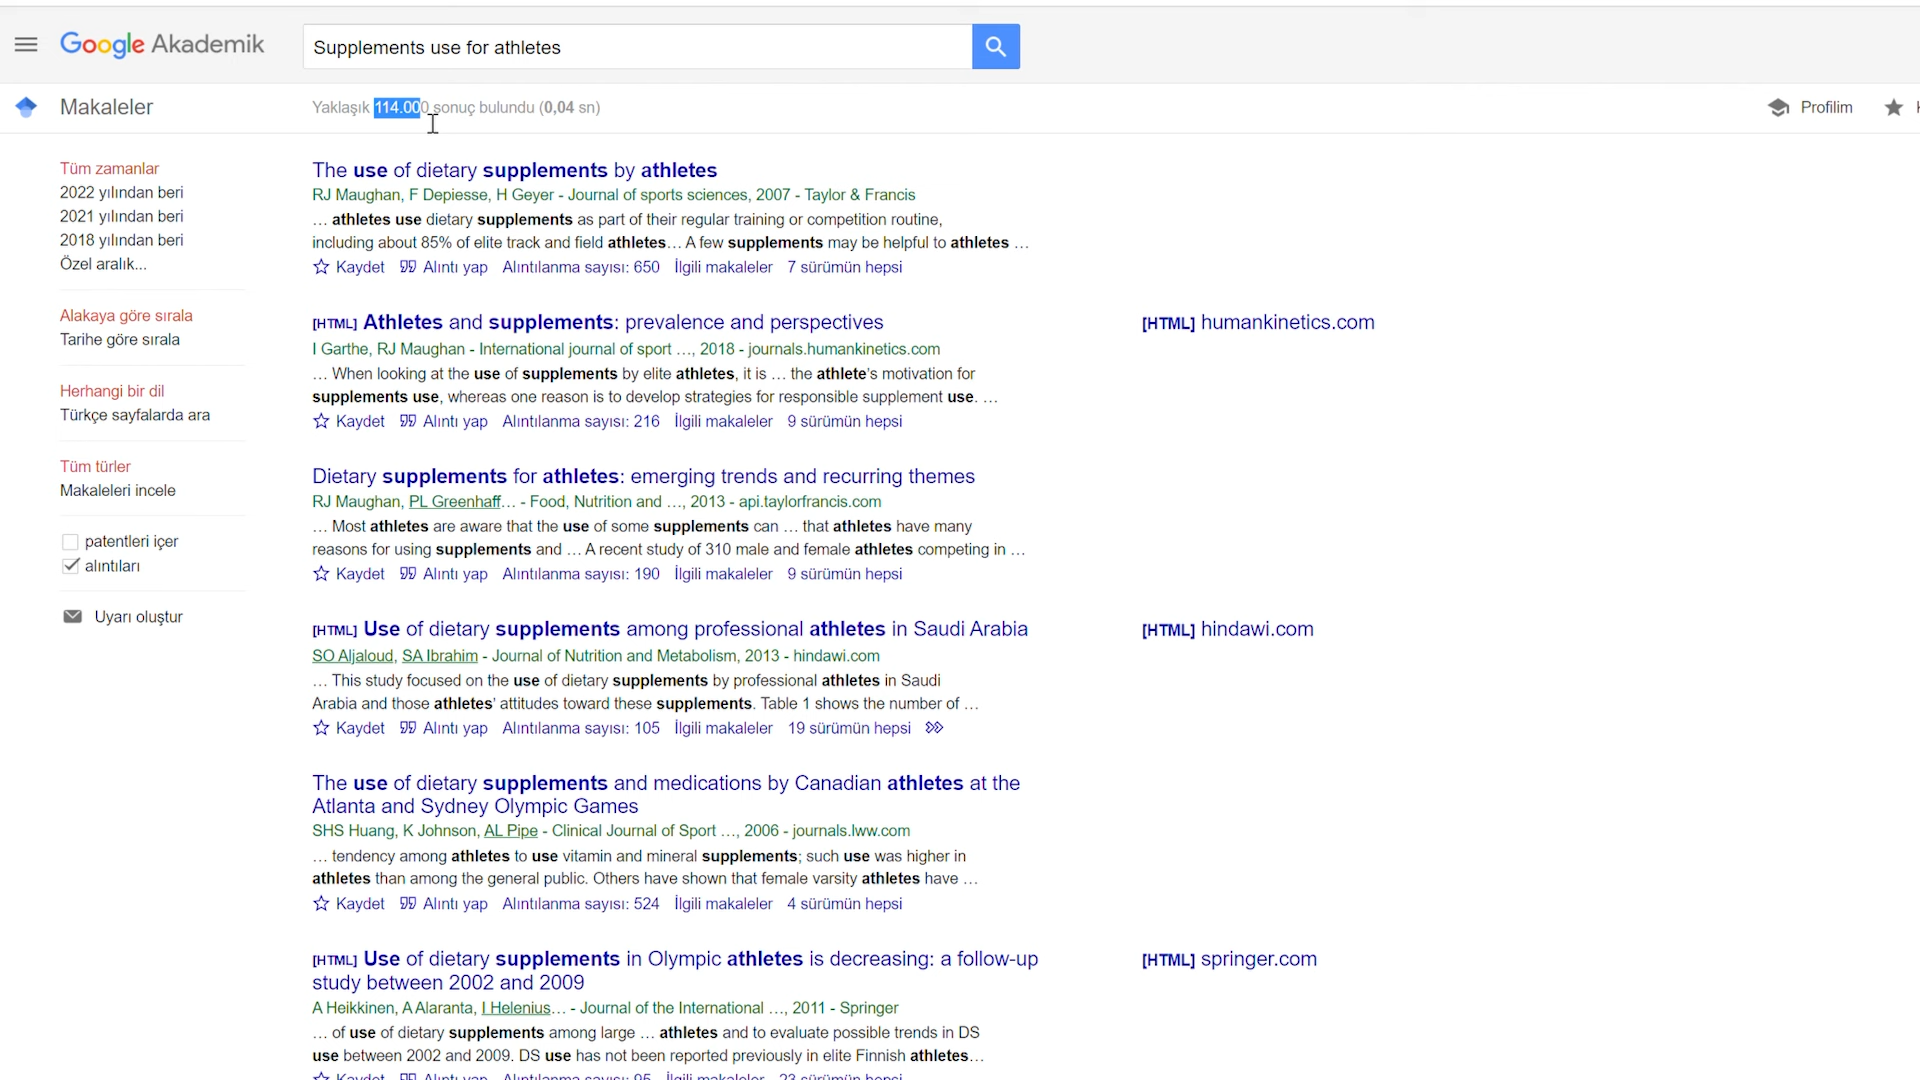 Google Akademik
Supplements use for athletes
Makaleler
Yaklaşık 114.000 sonuç bulundu (0,04 sn)
Profilim
Tüm zamanlar
2022 yılından beri
2021 yılından beri
2018 yılından beri
Özel aralık...
Alakaya göre sırala
Tarihe göre sırala
Herhangi bir dil
Türkçe sayfalarda ara
Tüm türler
Makaleleri incele
patentleri içer
alıntıları
Uyarı oluştur
The use of dietary supplements by athletes
RJ Maughan, F Depiesse, H Geyer - Journal of sports sciences, 2007 - Taylor & Francis
… athletes use dietary supplements as part of their regular training or competition routine,
including about 85% of elite track and field athletes… A few supplements may be helpful to athletes …
Kaydet Alıntı yap Alıntılanma sayısı: 650 İlgili makaleler 7 sürümün hepsi
[HTML] Athletes and supplements: prevalence and perspectives
[HTML] humankinetics.com
I Garthe, RJ Maughan - International journal of sport …, 2018 - journals.humankinetics.com
… When looking at the use of supplements by elite athletes, it is … the athlete's motivation for
supplements use, whereas one reason is to develop strategies for responsible supplement use. …
Kaydet Alıntı yap Alıntılanma sayısı: 216 İlgili makaleler 9 sürümün hepsi
Dietary supplements for athletes: emerging trends and recurring themes
RJ Maughan, PL Greenhaff… - Food, Nutrition and …, 2013 - api.taylorfrancis.com
… Most athletes are aware that the use of some supplements can … that athletes have many
reasons for using supplements and … A recent study of 310 male and female athletes competing in …
Kaydet Alıntı yap Alıntılanma sayısı: 190 İlgili makaleler 9 sürümün hepsi
[HTML] Use of dietary supplements among professional athletes in Saudi Arabia
[HTML] hindawi.com
SO Aljaloud, SA Ibrahim - Journal of Nutrition and Metabolism, 2013 - hindawi.com
… This study focused on the use of dietary supplements by professional athletes in Saudi
Arabia and those athletes' attitudes toward these supplements. Table 1 shows the number of …
Kaydet Alıntı yap Alıntılanma sayısı: 105 İlgili makaleler 19 sürümün hepsi
The use of dietary supplements and medications by Canadian athletes at the
Atlanta and Sydney Olympic Games
SHS Huang, K Johnson, AL Pipe - Clinical Journal of Sport …, 2006 - journals.lww.com
… tendency among athletes to use vitamin and mineral supplements; such use was higher in
athletes than among the general public. Others have shown that female varsity athletes have …
Kaydet Alıntı yap Alıntılanma sayısı: 524 İlgili makaleler 4 sürümün hepsi
[HTML] Use of dietary supplements in Olympic athletes is decreasing: a follow-up
study between 2002 and 2009
[HTML] springer.com
A Heikkinen, A Alaranta, I Helenius… - Journal of the International …, 2011 - Springer
… of use of dietary supplements among large … athletes and to evaluate possible trends in DS
use between 2002 and 2009. DS use has not been reported previously in elite Finnish athletes…
Kaydet Alıntı yap Alıntılanma sayısı: 95 İlgili makaleler 23 sürümün hepsi